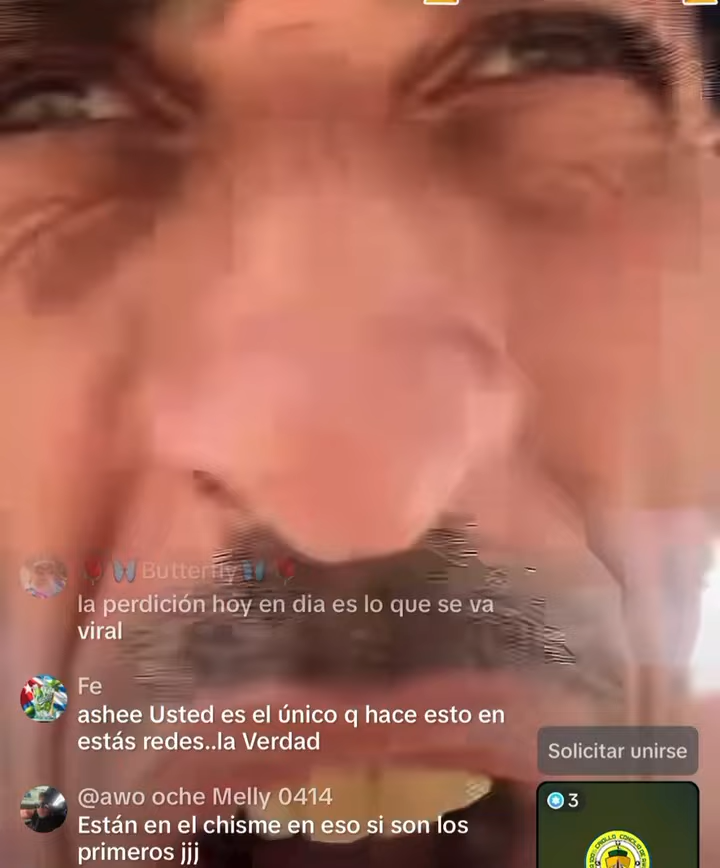 Butterfly
la perdición hoy en dia es lo que se va
viral
Fe
ashee Usted es el único q hace esto en
estás redes..la Verdad
Solicitar unirse
@awo oche Melly 0414
Están en el chisme en eso si son los
primeros jjj
3